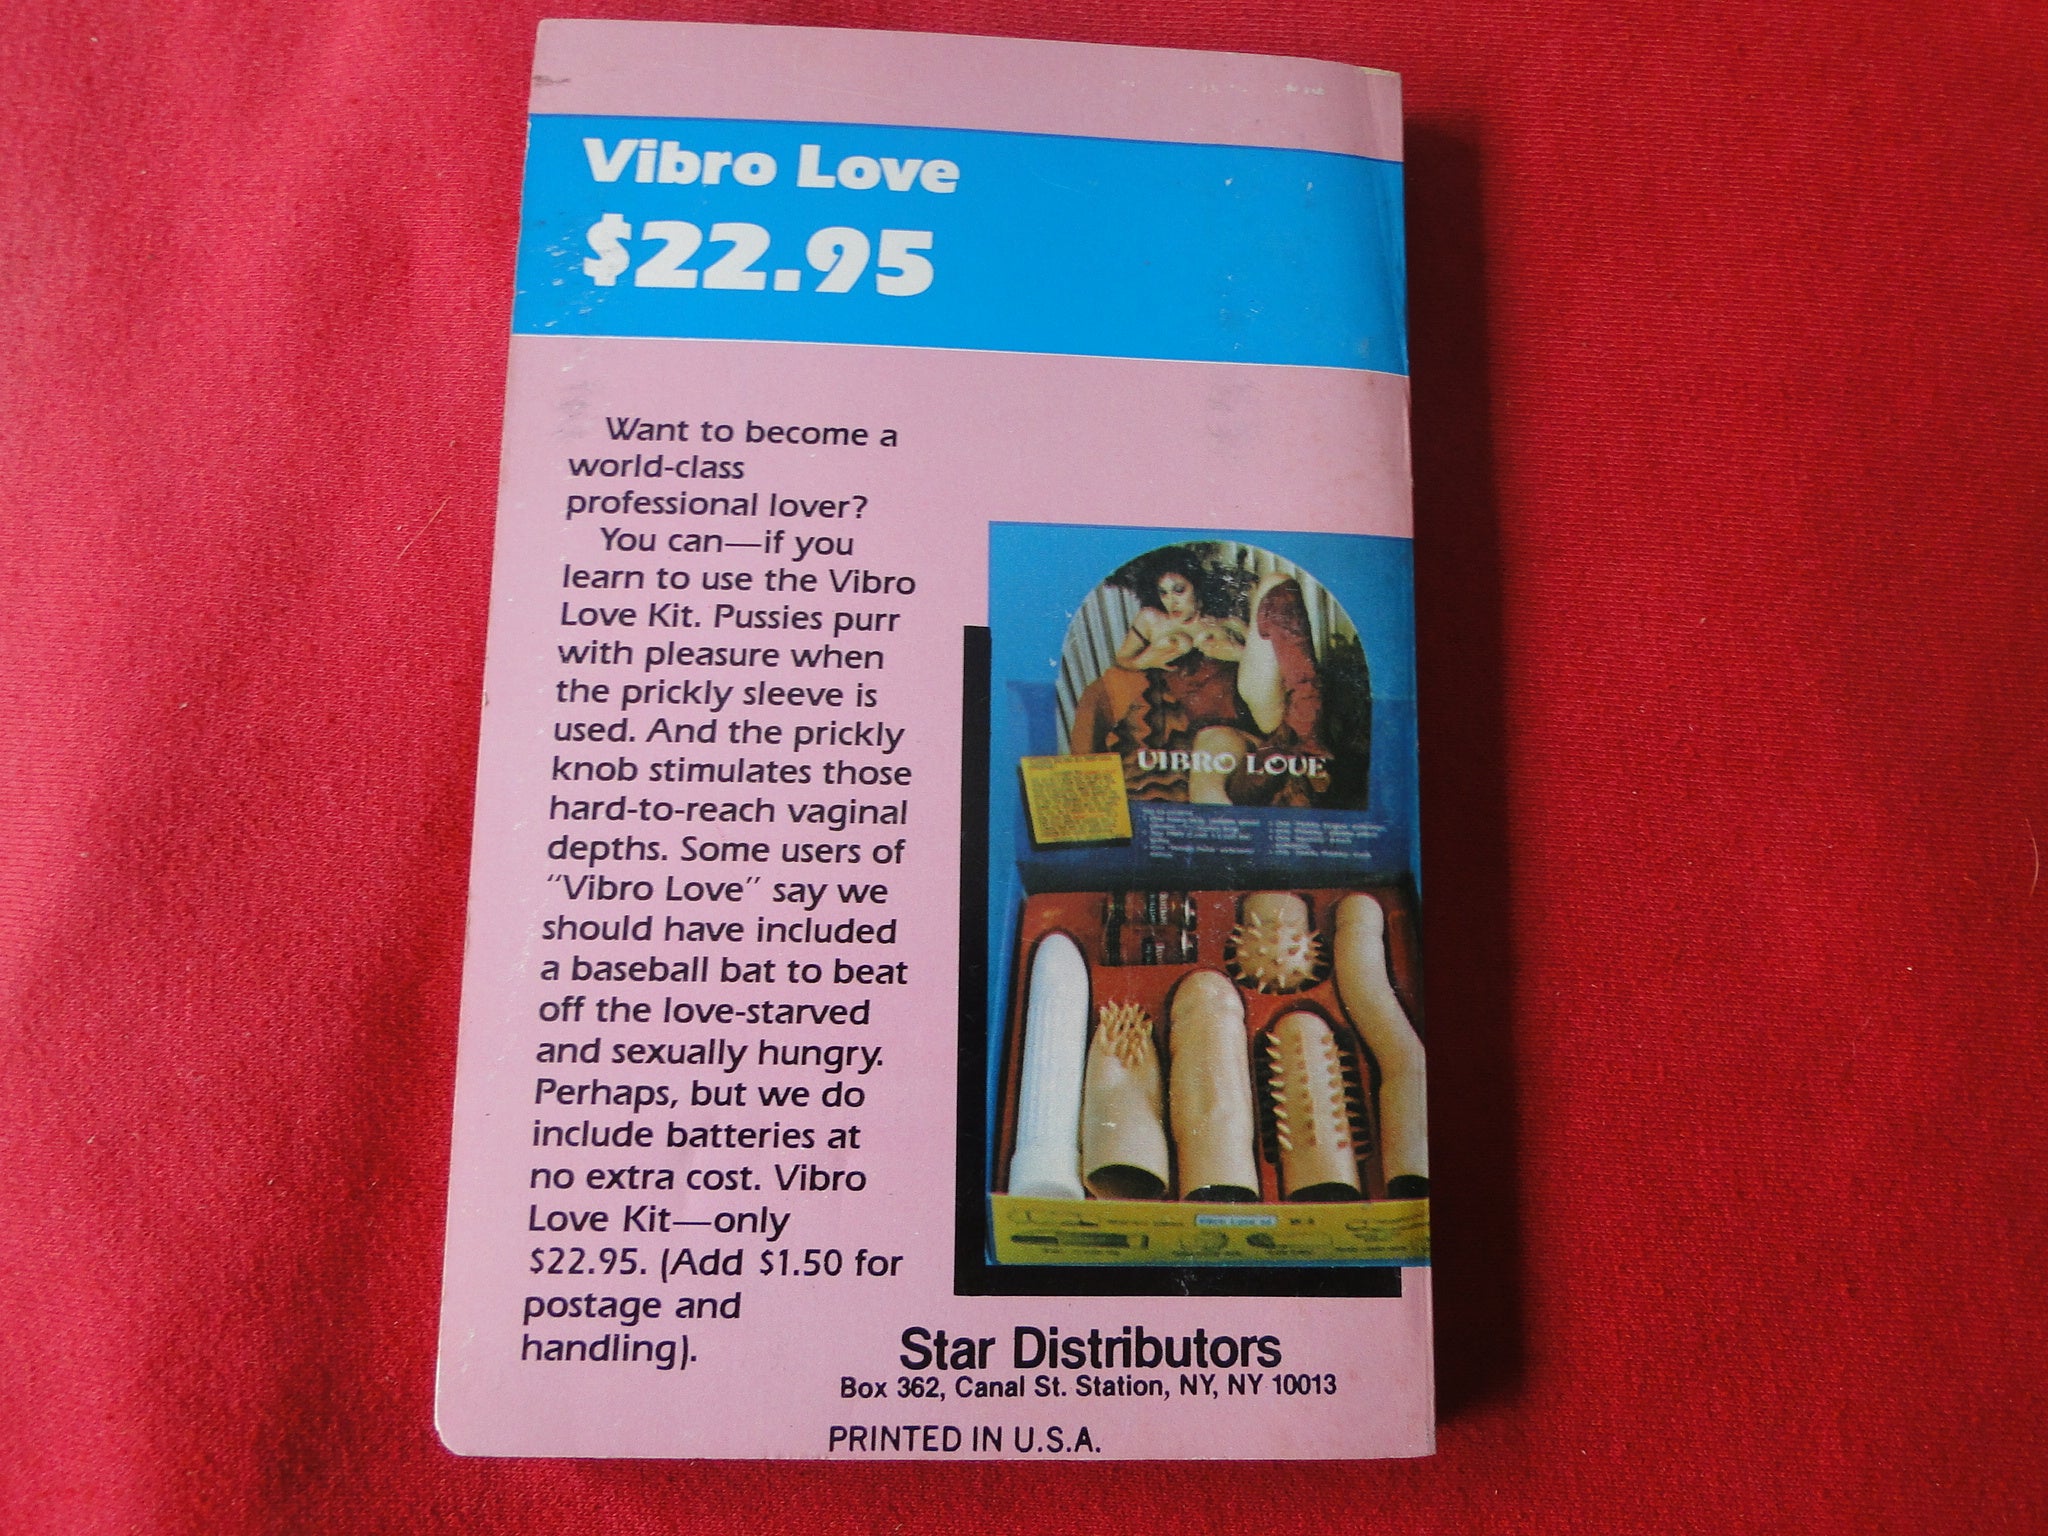 Vibro Love
$22.95
Want to become a
world-class
professional lover?
You can—if you
learn to use the Vibro
Love Kit. Pussies purr
with pleasure when
the prickly sleeve is
used. And the prickly
knob stimulates those
hard-to-reach vaginal
depths. Some users of
"Vibro Love" say we
should have included
a baseball bat to beat
off the love-starved
and sexually hungry.
Perhaps, but we do
include batteries at
no extra cost. Vibro
Love Kit—only
$22.95. (Add $1.50 for
postage and
handling).
VIBRO LOVE
Star Distributors
Box 362, Canal St. Station, NY, NY 10013
PRINTED IN U.S.A.